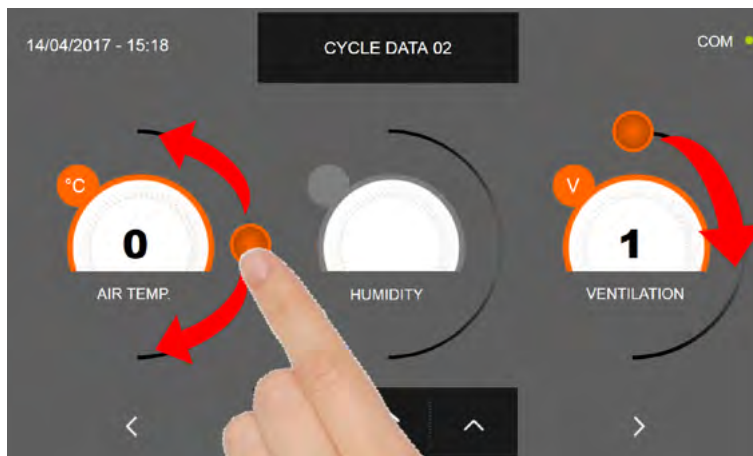 14/04/2017 - 15:18
CYCLE DATA 02
COM
°C
V
0
1
AIR TEMP.
HUMIDITY
VENTILATION